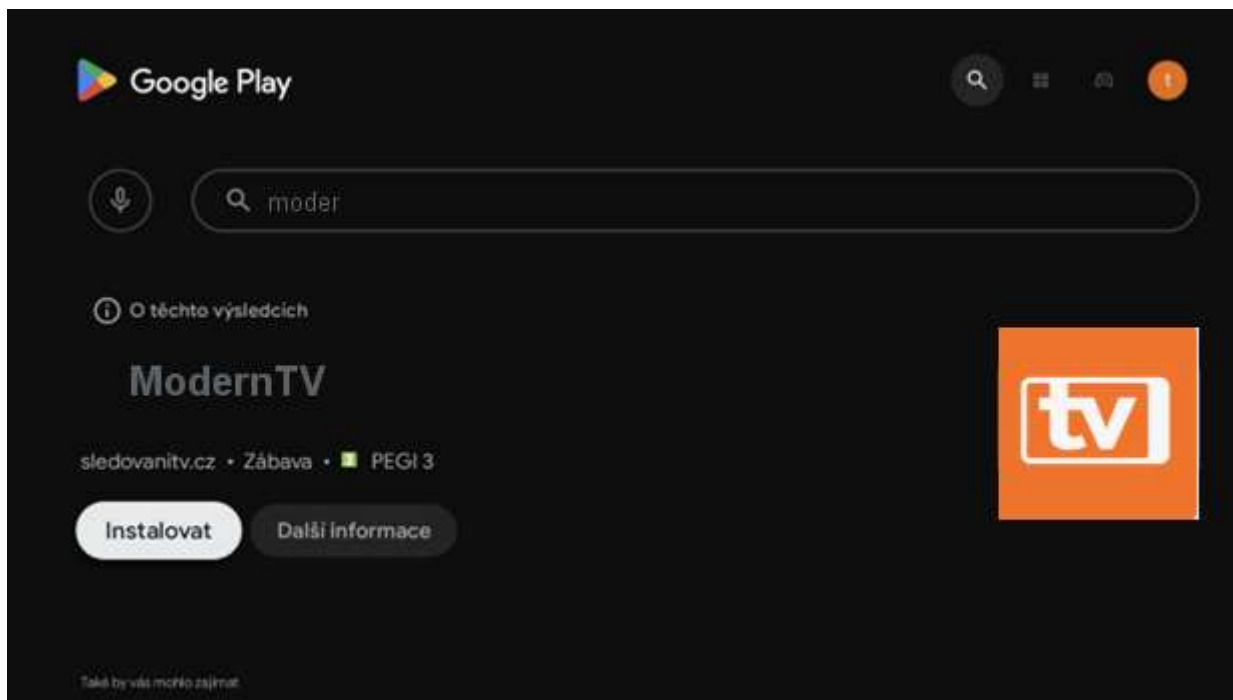 Google Play
t
moder
O těchto výsledcích
ModernTV
tv
sledovanitv.cz • Zábava • 3 PEGI 3
Instalovat
Další informace
Také by vás mohlo zajímat